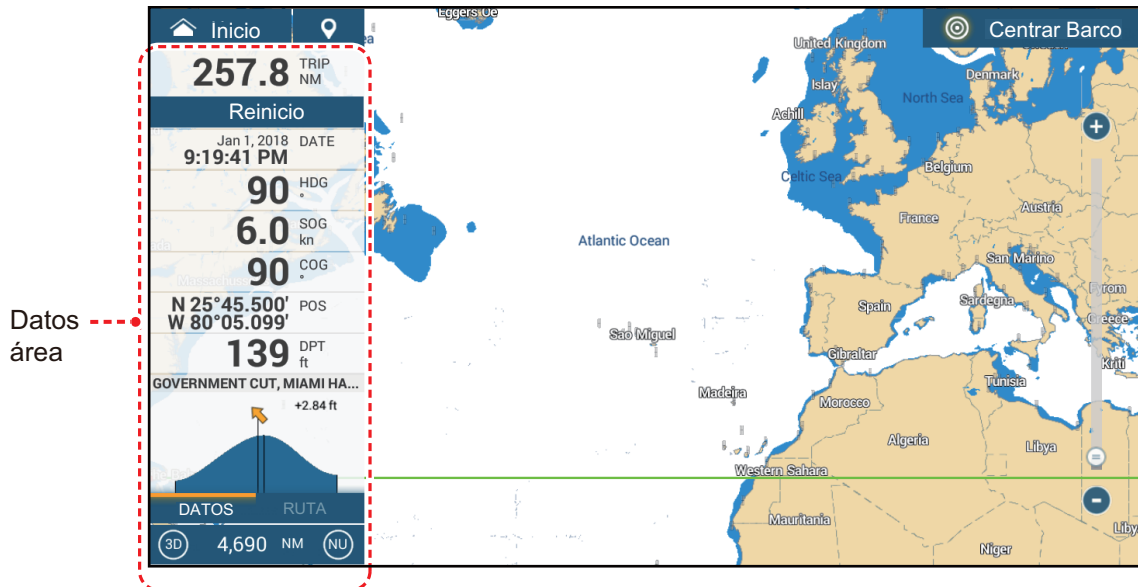 Datos
área
Inicio
257.8 TRIP
NM
Reinicio
Jan 1, 2018 DATE
9:19:41 PM
90 HDG
°
6.0 SOG
kn
90 COG
°
N 25°45.500' POS
W 80°05.099'
139 DPT
ft
GOVERNMENT CUT, MIAMI HA...
+2.84 ft
DATOS RUTA
3D 4,690 NM NU
Centrar Barco
Eggers Oe
United Kingdom
Islay
Denmark
North Sea
Achill
Belgium
Celtic Sea
France
Austria
Atlantic Ocean
San Marino
Spain
Sardegna
Fyrom
Greece
Sao Miguel
Gibraltar
Kriti
Tunisia
Madeira
Morocco
Algeria
Libya
Western Sahara
Mauritania
Niger
Liby
+
=
-